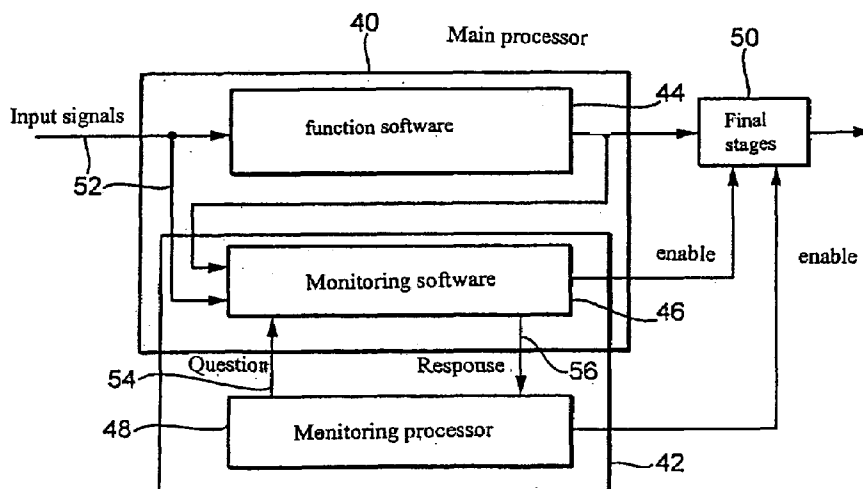 40
Main processor
50
Input signals
44
function software
Final
stages
52
enable
enable
Monitoring software
46
Question
54
Response
56
48
Monitoring processor
42